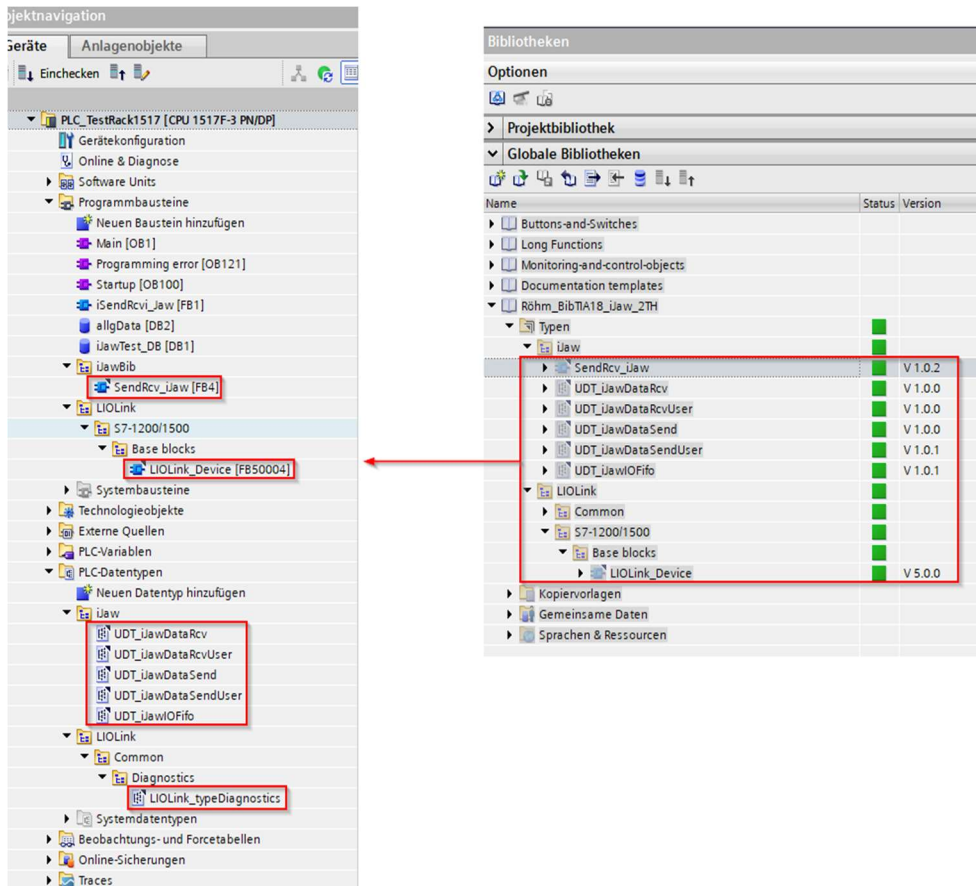 ojektnavigation
Geräte
Anlagenobjekte
Einchecken
PLC_TestRack1517 [CPU 1517F-3 PN/DP]
Gerätekonfiguration
Online & Diagnose
Software Units
Programmbausteine
Neuen Baustein hinzufügen
Main [OB1]
Programming error [OB121]
Startup [OB100]
iSendRcvi_Jaw [FB1]
allgData [DB2]
iJawTest_DB [DB1]
iJawBib
SendRcv_iJaw [FB4]
LIOLink
S7-1200/1500
Base blocks
LIOLink_Device [FB50004]
Systembausteine
Technologieobjekte
Externe Quellen
PLC-Variablen
PLC-Datentypen
Neuen Datentyp hinzufügen
iJaw
UDT_iJawDataRcv
UDT_iJawDataRcvUser
UDT_iJawDataSend
UDT_iJawDataSendUser
UDT_iJawIOFifo
LIOLink
Common
Diagnostics
LIOLink_typeDiagnostics
Systemdatentypen
Beobachtungs- und Forcetabellen
Online-Sicherungen
Traces
Bibliotheken
Optionen
Projektbibliothek
Globale Bibliotheken
Name Status Version
Buttons-and-Switches
Long Functions
Monitoring-and-control-objects
Documentation templates
Röhm_BibTIA18_iJaw_2TH
Typen
iJaw
SendRcv_iJaw V 1.0.2
UDT_iJawDataRcv V 1.0.0
UDT_iJawDataRcvUser V 1.0.0
UDT_iJawDataSend V 1.0.0
UDT_iJawDataSendUser V 1.0.1
UDT_iJawIOFifo V 1.0.1
LIOLink
Common
S7-1200/1500
Base blocks
LIOLink_Device V 5.0.0
Kopiervorlagen
Gemeinsame Daten
Sprachen & Ressourcen